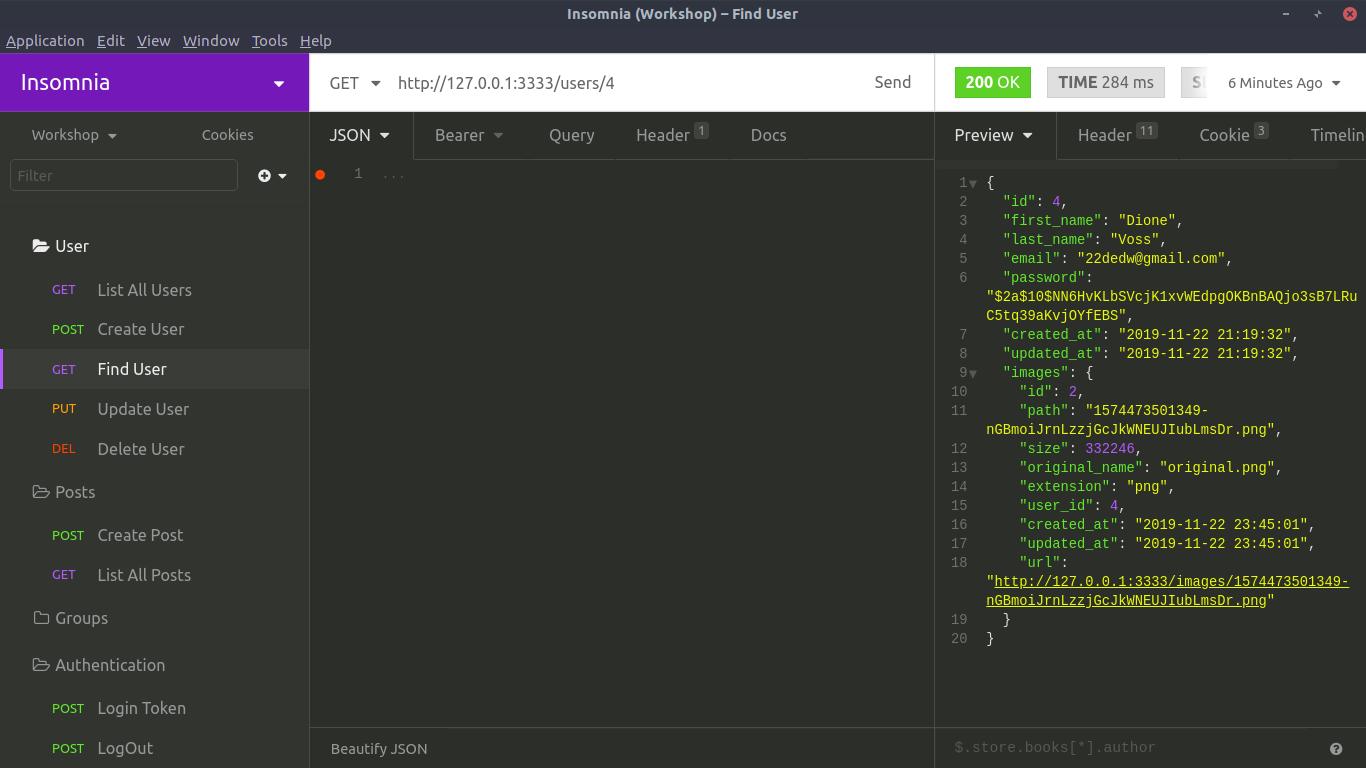 Insomnia (Workshop) – Find User
Application Edit View Window Tools Help
Insomnia
GET http://127.0.0.1:3333/users/4 Send
200 OK TIME 284 ms 6 Minutes Ago
Workshop Cookies
JSON Bearer Query Header 1 Docs
Preview Header 11 Cookie 3 Timelin
Filter
User
GET List All Users
POST Create User
GET Find User
PUT Update User
DEL Delete User
Posts
POST Create Post
GET List All Posts
Groups
Authentication
POST Login Token
POST LogOut
1 ...
Beautify JSON
1 {
2 "id": 4,
3 "first_name": "Dione",
4 "last_name": "Voss",
5 "email": "22dedw@gmail.com",
6 "password":
"$2a$10$NN6HvKLbSVcjK1xvWEdpgOKBnBAQjo3sB7LRu
C5tq39aKvjOYfEBS",
7 "created_at": "2019-11-22 21:19:32",
8 "updated_at": "2019-11-22 21:19:32",
9 "images": {
10 "id": 2,
11 "path": "1574473501349-
nGBmoiJrnLzzjGcJkWNEUJIubLmsDr.png",
12 "size": 332246,
13 "original_name": "original.png",
14 "extension": "png",
15 "user_id": 4,
16 "created_at": "2019-11-22 23:45:01",
17 "updated_at": "2019-11-22 23:45:01",
18 "url":
"http://127.0.0.1:3333/images/1574473501349-
nGBmoiJrnLzzjGcJkWNEUJIubLmsDr.png"
19 }
20 }
$.store.books[*].author